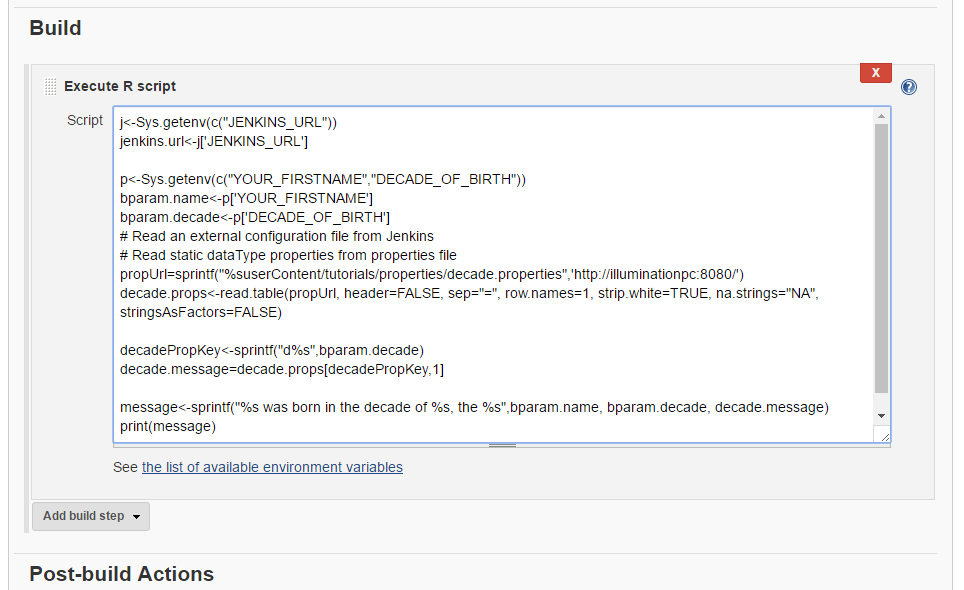 Build
X
Execute R script
?
Script
j<-Sys.getenv(c("JENKINS_URL"))
jenkins.url<-j['JENKINS_URL']
p<-Sys.getenv(c("YOUR_FIRSTNAME","DECADE_OF_BIRTH"))
bparam.name<-p['YOUR_FIRSTNAME']
bparam.decade<-p['DECADE_OF_BIRTH']
# Read an external configuration file from Jenkins
# Read static dataType properties from properties file
propUrl=sprintf("%suserContent/tutorials/properties/decade.properties",'http://illuminationpc:8080/')
decade.props<-read.table(propUrl, header=FALSE, sep="=", row.names=1, strip.white=TRUE, na.strings="NA",
stringsAsFactors=FALSE)
decadePropKey<-sprintf("d%s",bparam.decade)
decade.message=decade.props[decadePropKey,1]
message<-sprintf("%s was born in the decade of %s, the %s",bparam.name, bparam.decade, decade.message)
print(message)
See the list of available environment variables
Add build step
Post-build Actions